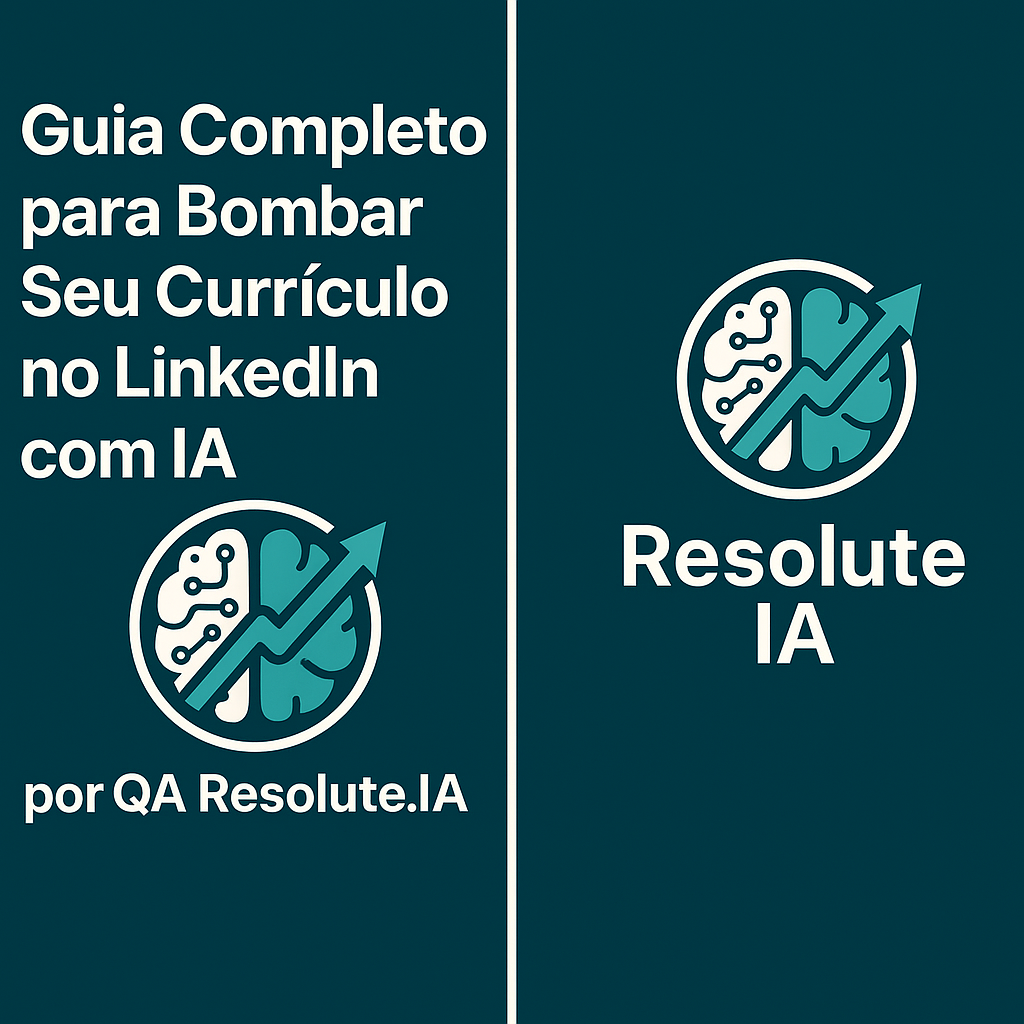 Guia Completo
para Bombar
Seu Currículo
no LinkedIn
com IA
por QA Resolute.IA
Resolute
IA